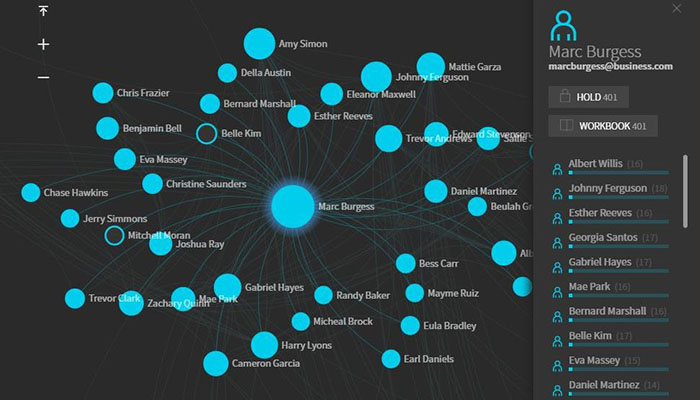 Amy Simon
Mattie Garza
Della Austin
Johnny Ferguson
Chris Frazier
Eleanor Maxwell
Bernard Marshall
Esther Reeves
Benjamin Bell
Belle Kim
Trevor Andrews
Edward Stevenson
Eva Massey
Christine Saunders
Chase Hawkins
Daniel Martinez
Marc Burgess
Beulah Gr
Jerry Simmons
Mitchell Moran
Joshua Ray
Alb
Bess Carr
Gabriel Hayes
Randy Baker
Mayme Ruiz
Trevor Clark
Zachary Quinn
Mae Park
Micheal Brock
Eula Bradley
Harry Lyons
Earl Daniels
Cameron Garcia
Marc Burgess
marcburgess@business.com
HOLD 401
WORKBOOK 401
Albert Willis (16)
Johnny Ferguson (18)
Esther Reeves (16)
Georgia Santos (17)
Gabriel Hayes (17)
Mae Park (16)
Bernard Marshall (16)
Belle Kim (17)
Eva Massey (15)
Daniel Martinez (14)